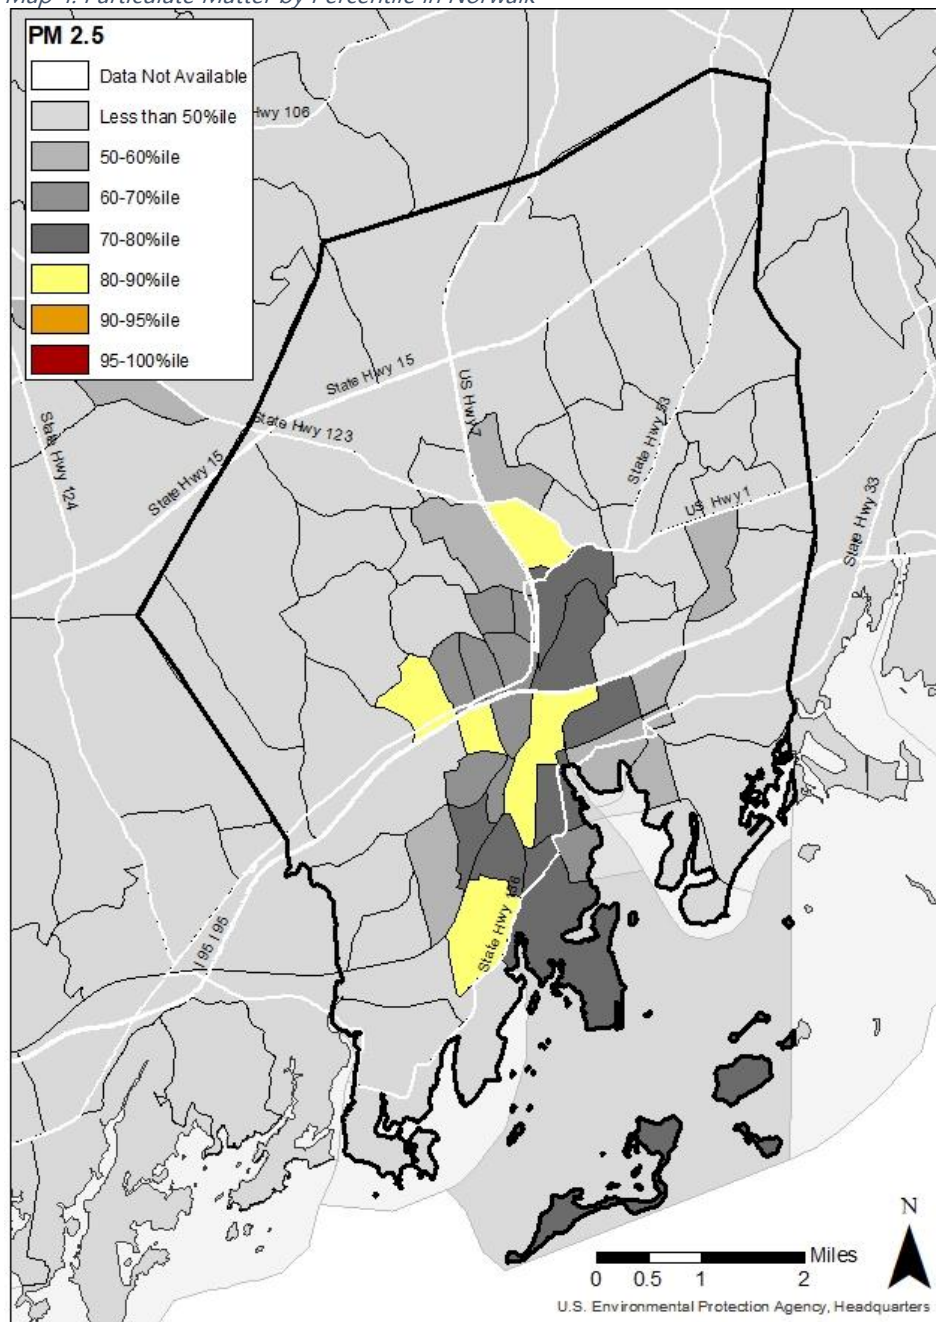 Map 4. Particulate Matter by Percentile in Norwalk
PM 2.5
Data Not Available
Less than 50%ile
50-60%ile
60-70%ile
70-80%ile
80-90%ile
90-95%ile
95-100%ile
Hwy 106
State Hwy 15
US Hwy 7
State Hwy 123
State Hwy 53
State Hwy 124
State Hwy 15
US Hwy 1
State Hwy 33
State Hwy 136
I 95 I 95
N
Miles
0 0.5 1 2
U.S. Environmental Protection Agency, Headquarters